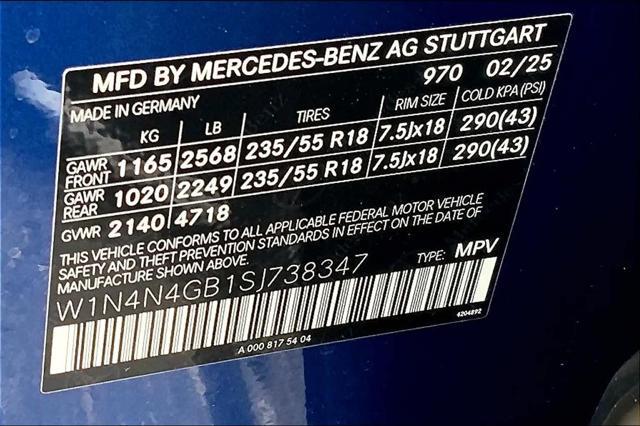 MFD BY MERCEDES-BENZ AG STUTTGART
970 02/25
MADE IN GERMANY
KG LB TIRES RIM SIZE COLD KPA (PSI)
GAWR FRONT 1165 2568 235/55 R18 7.5Jx18 290(43)
GAWR REAR 1020 2249 235/55 R18 7.5Jx18 290(43)
GVWR 2140 4718
THIS VEHICLE CONFORMS TO ALL APPLICABLE FEDERAL MOTOR VEHICLE
SAFETY AND THEFT PREVENTION STANDARDS IN EFFECT ON THE DATE OF
MANUFACTURE SHOWN ABOVE.
W1N4N4GB1SJ738347 TYPE: MPV
4204892
A 000 817 54 04